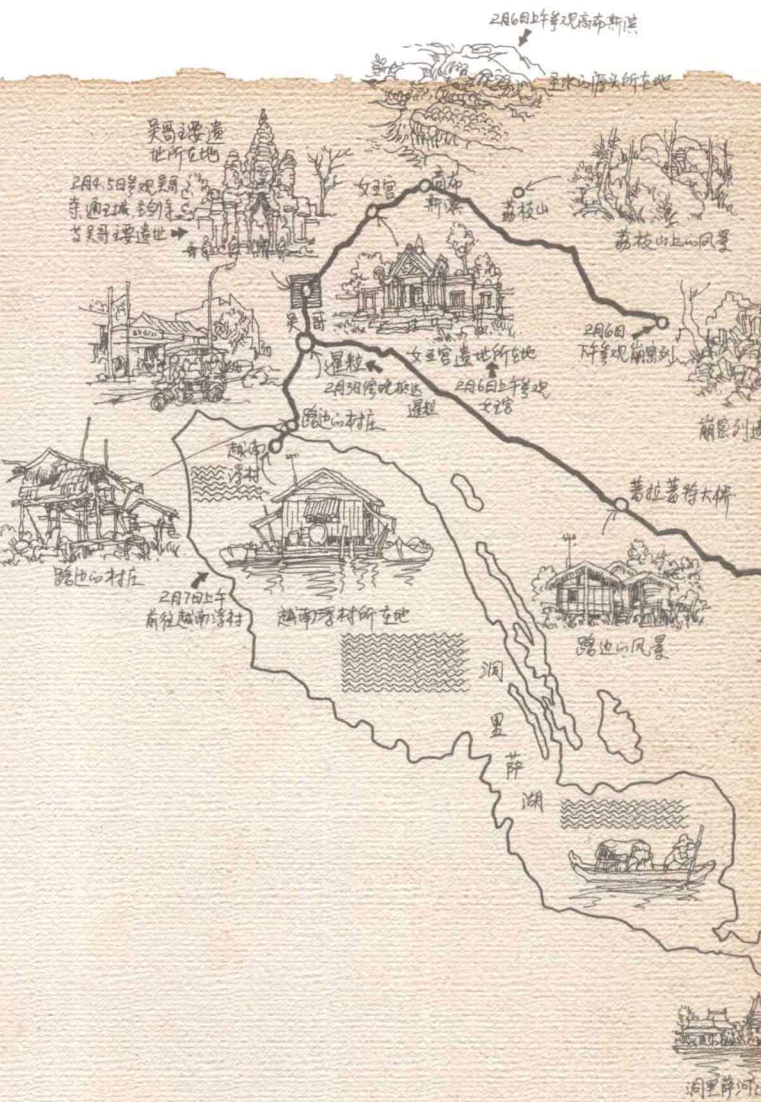 2月6日上午参观高布斯滨
圣水的源头所在地
吴哥主要遗
址所在地
2月4.5日参观吴哥
寺.通王城.圣剑寺
等吴哥主要遗址
女王宫
高布
斯滨
荔枝山
荔枝山上的风景
吴哥
暹粒
2月3日傍晚抵达
暹粒
女王宫遗址所在地
2月6日上午参观
女王宫
2月6日
下午参观崩密列
崩密列遗
路边的村庄
越南
浮村
路边的村庄
2月7日上午
前往越南浮村
越南浮村所在地
普拉普特大桥
路边的风景
洞
里
萨
湖
洞里萨河